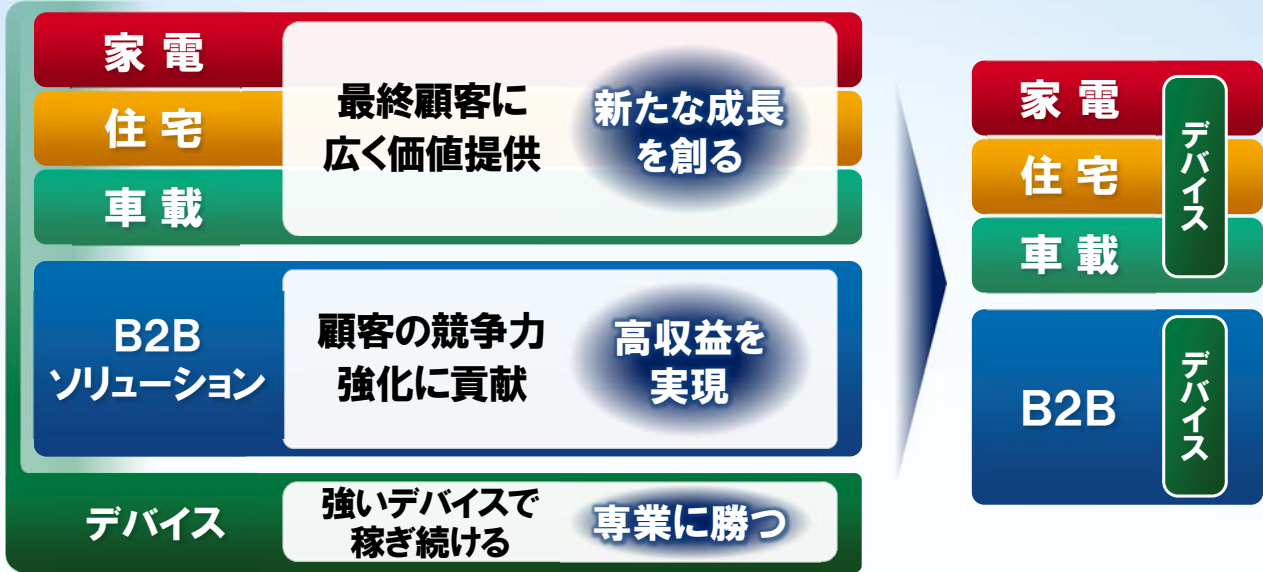 家電
住宅
車載
最終顧客に
広く価値提供
新たな成長
を創る
B2B
ソリューション
顧客の競争力
強化に貢献
高収益を
実現
デバイス
強いデバイスで
稼ぎ続ける
専業に勝つ
家電
住宅
車載
デバイス
B2B
デバイス